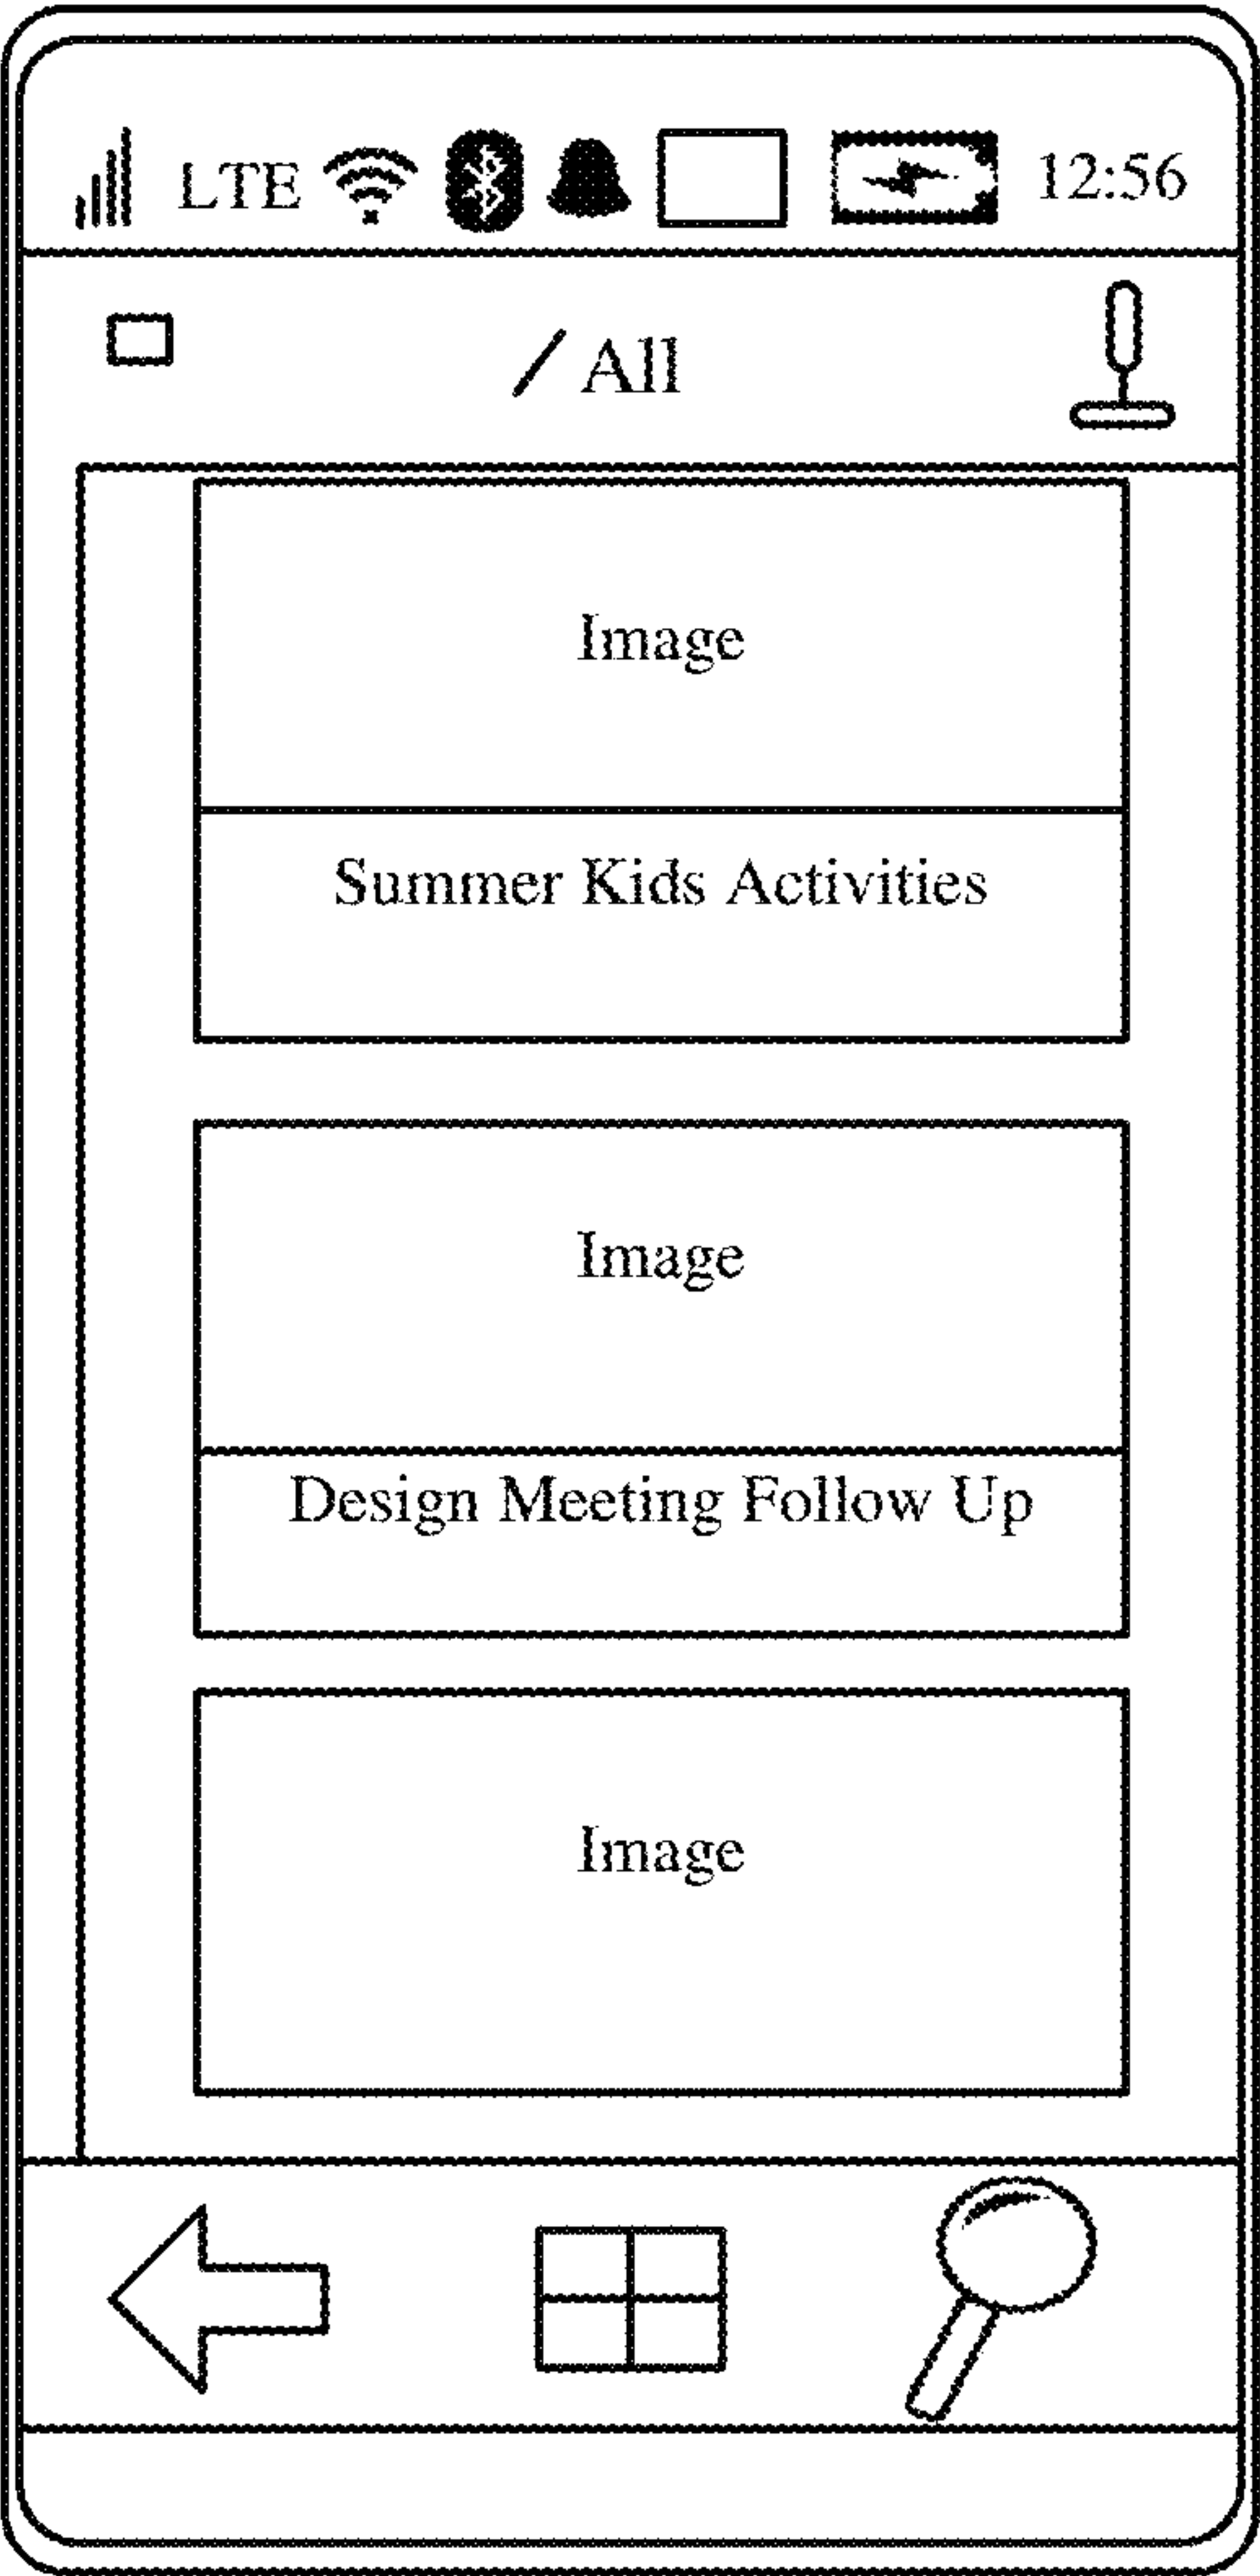 LTE 12:56
/ All
Image
Summer Kids Activities
Image
Design Meeting Follow Up
Image